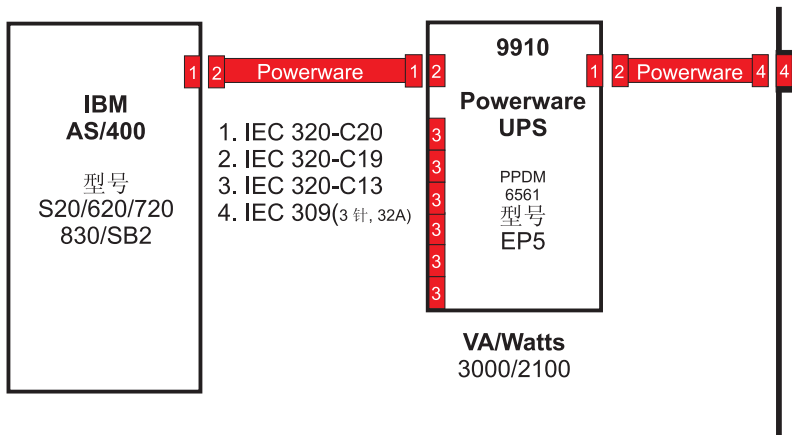 9910
1 2 Powerware 1 2 1 2 Powerware 4 4
IBM
AS/400
型号
S20/620/720
830/SB2
1. IEC 320-C20
2. IEC 320-C19
3. IEC 320-C13
4. IEC 309(3 针, 32A)
Powerware
UPS
PPDM
6561
型号
EP5
3
3
3
3
3
3
VA/Watts
3000/2100